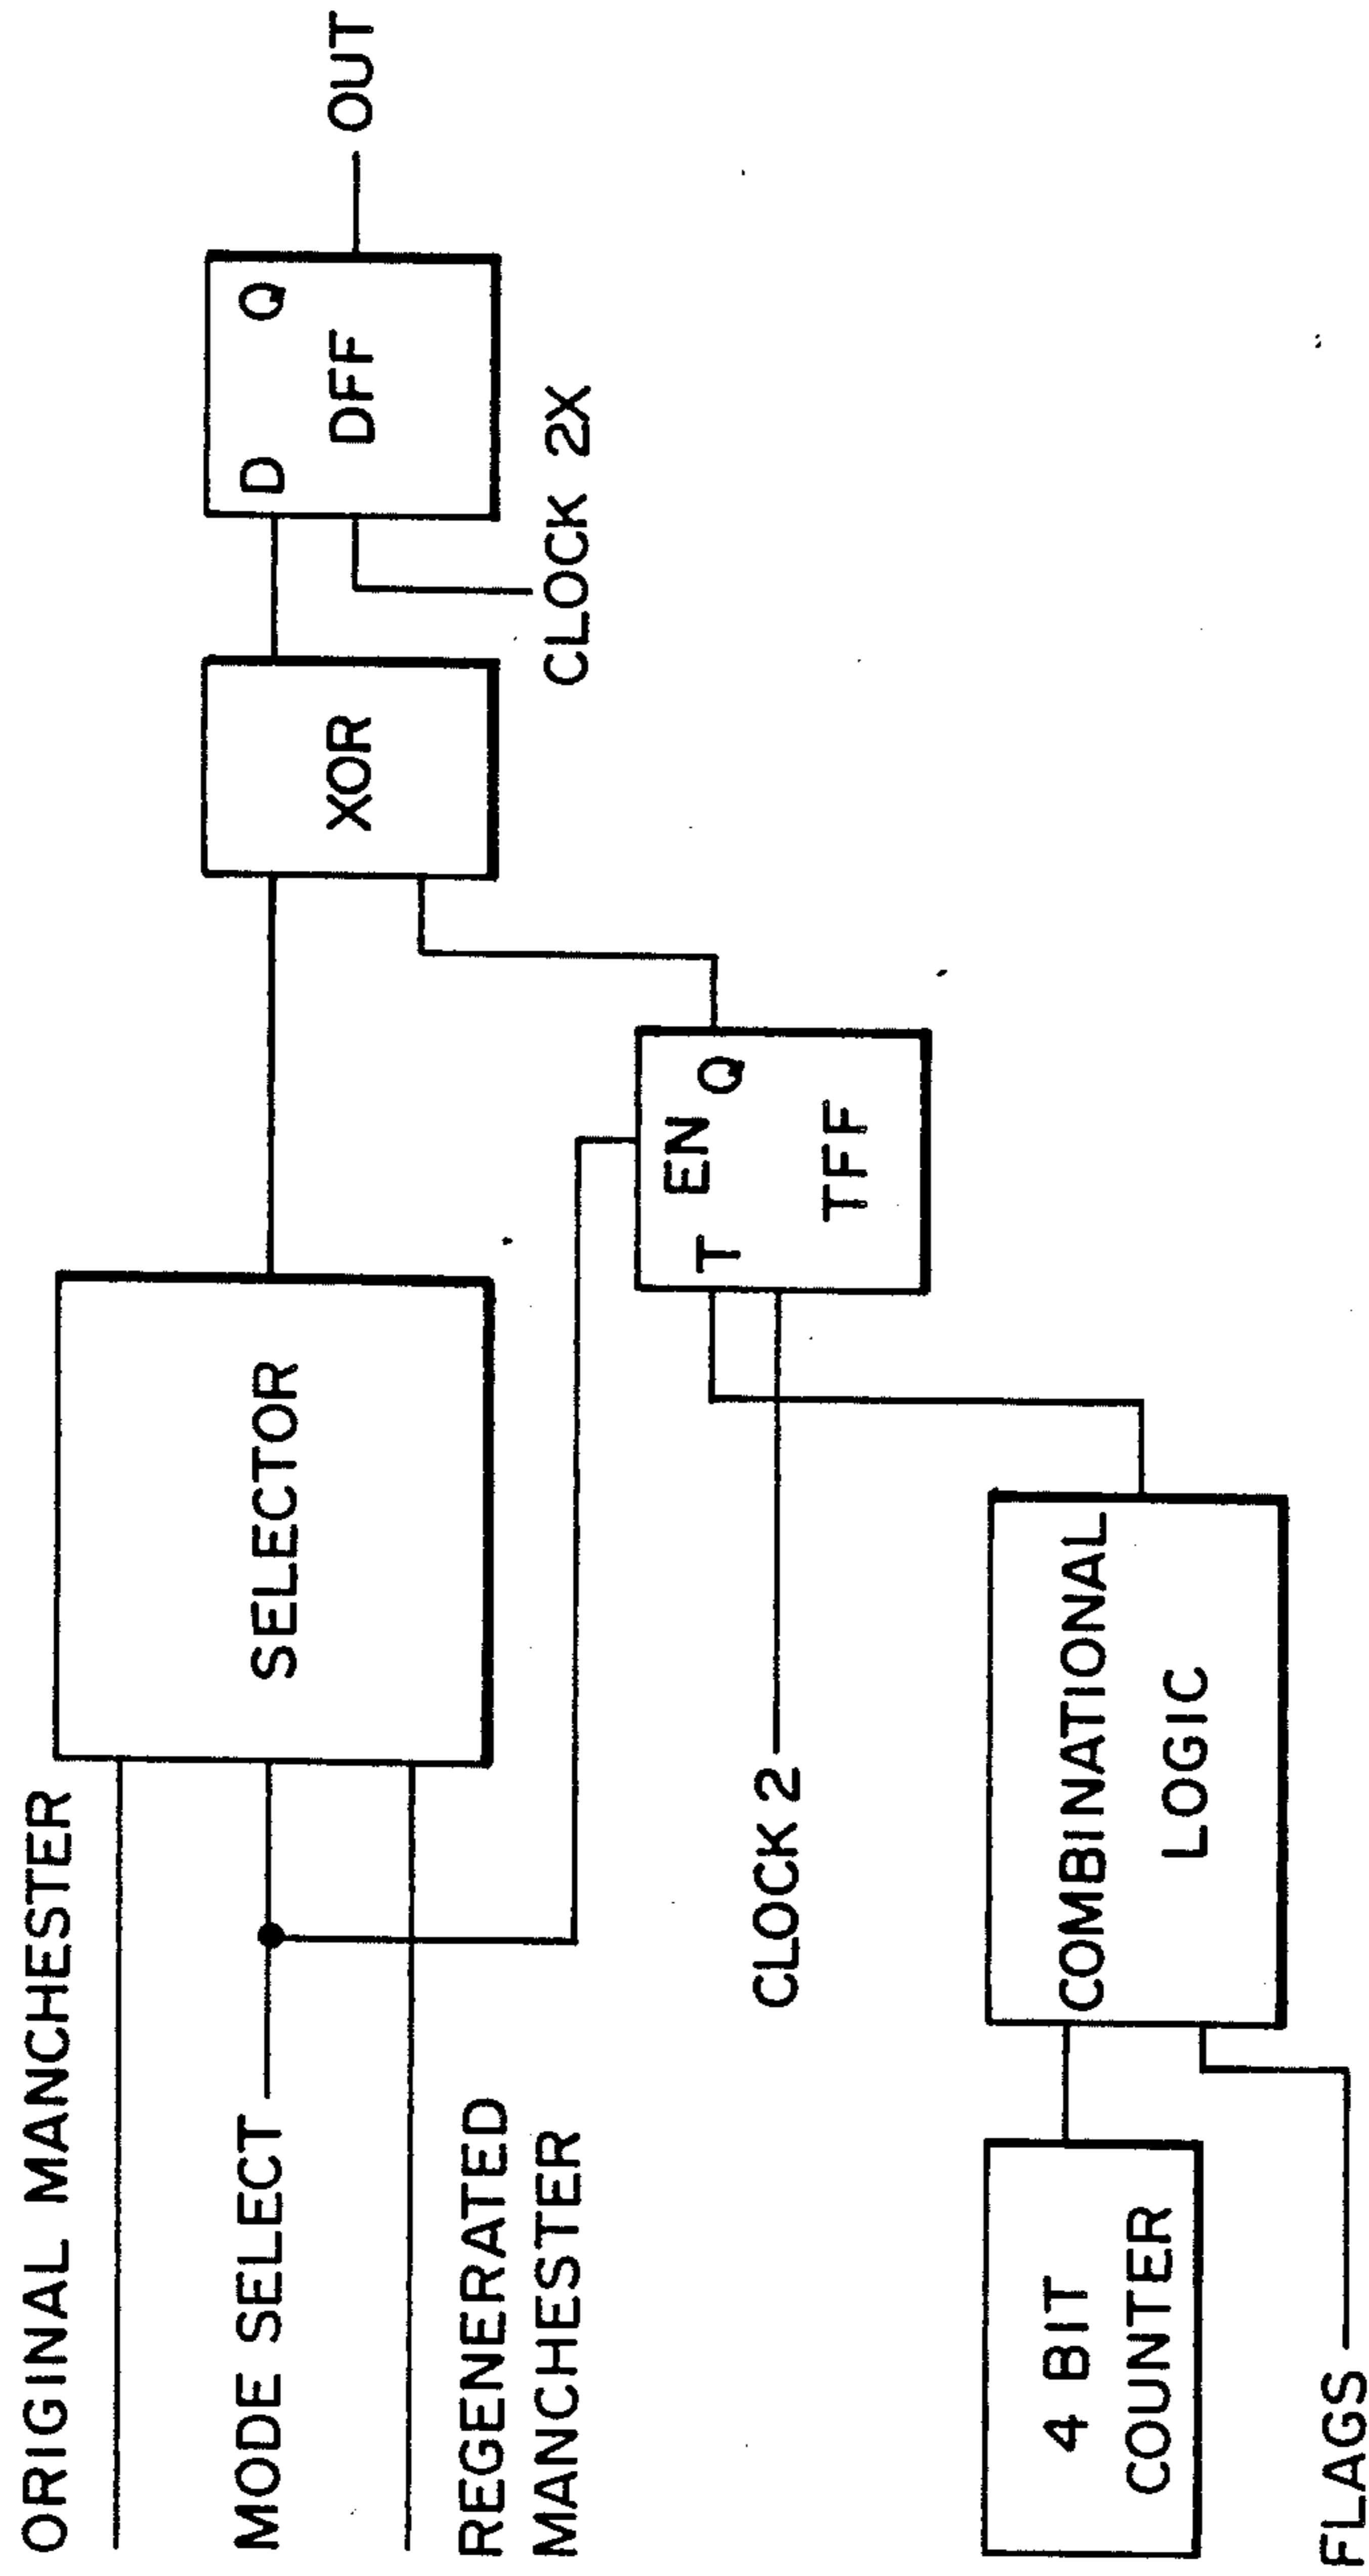 ORIGINAL MANCHESTER
MODE SELECT
REGENERATED
MANCHESTER
SELECTOR
XOR
D Q
DFF
OUT
CLOCK 2X
T EN Q
TFF
CLOCK 2
4 BIT
COUNTER
COMBINATIONAL
LOGIC
FLAGS